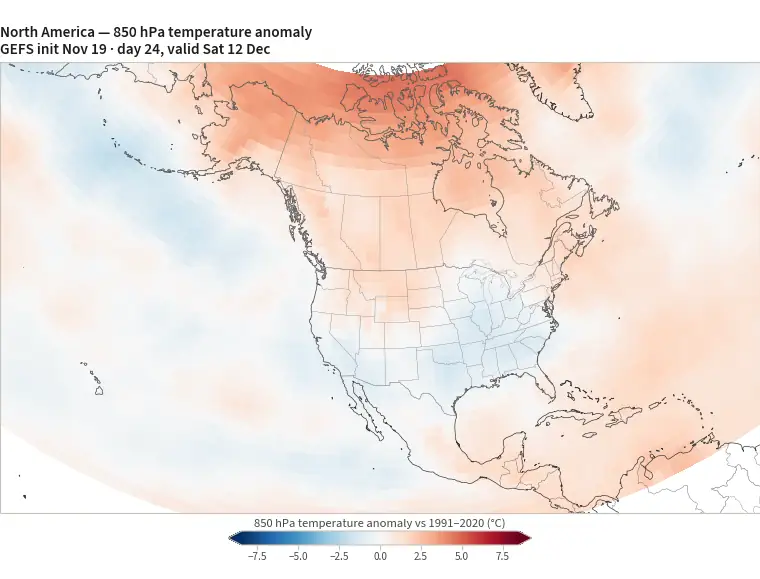 North America — 850 hPa temperature anomaly
GEFS init Nov 19 · day 24, valid Sat 12 Dec
850 hPa temperature anomaly vs 1991–2020 (°C)
−7.5 −5.0 −2.5 0.0 2.5 5.0 7.5